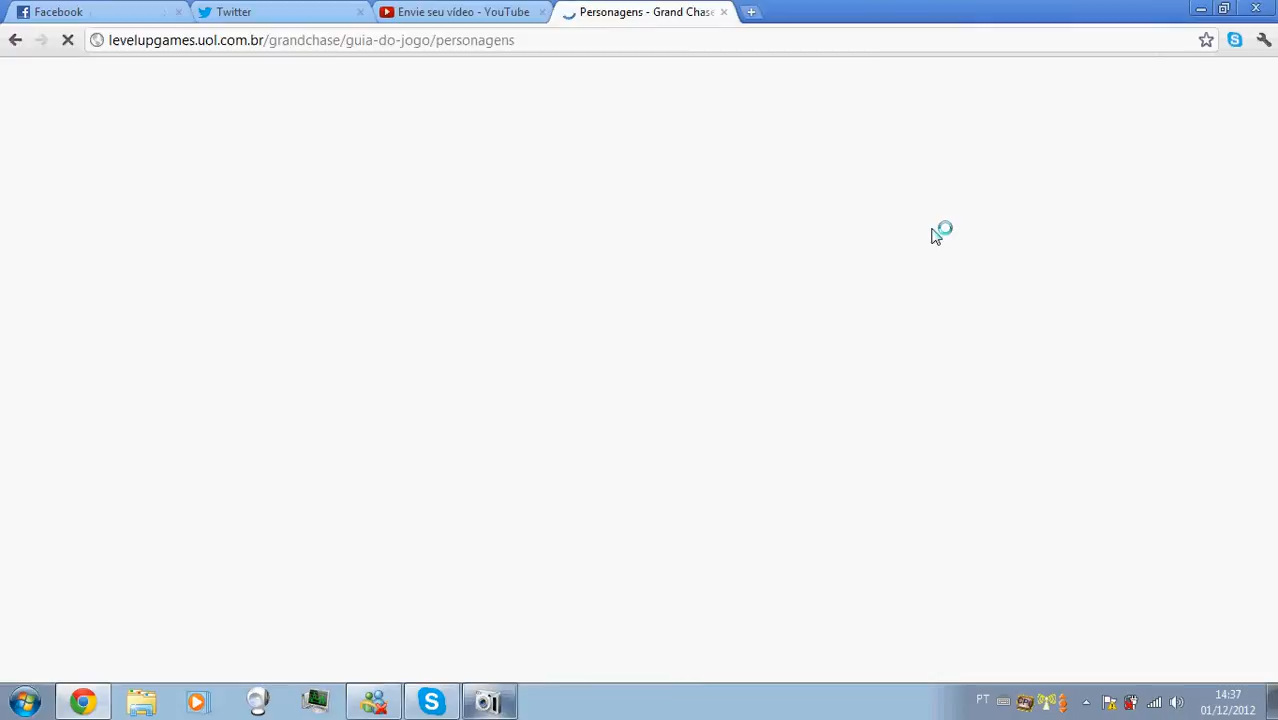 Facebook
Twitter
Envie seu vídeo - YouTube
Personagens - Grand Chase
levelupgames.uol.com.br/grandchase/guia-do-jogo/personagens
PT
14:37
01/12/2012